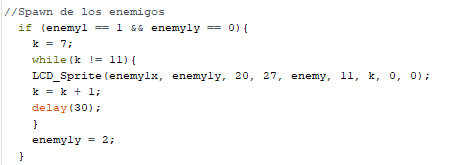 //Spawn de los enemigos
if (enemy1 == 1 && enemy1y == 0){
k = 7;
while(k != 11){
LCD_Sprite(enemy1x, enemy1y, 20, 27, enemy, 11, k, 0, 0);
k = k + 1;
delay(30);
}
enemy1y = 2;
}